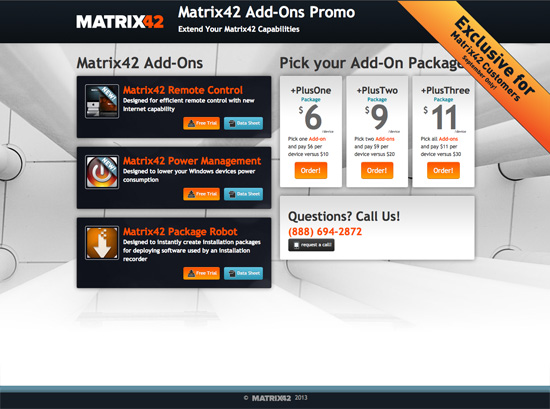 MATRIX42
Matrix42 Add-Ons Promo
Extend Your Matrix42 Capabilities
Exclusive for
Matrix42 Customers
September Only!
Matrix42 Add-Ons
NEW!
Matrix42 Remote Control
Designed for efficient remote control with new
internet capability
Free Trial
Data Sheet
NEW!
Matrix42 Power Management
Designed to lower your Windows devices power
consumption
Free Trial
Data Sheet
Matrix42 Package Robot
Designed to instantly create installation packages
for deploying software used by an installation
recorder
Free Trial
Data Sheet
Pick your Add-On Package
+PlusOne
Package
$6
/device
Pick one Add-on
and pay $6 per
device versus $10
Order!
+PlusTwo
Package
$9
/device
Pick two Add-ons
and pay $9 per
device versus $20
Order!
+PlusThree
Package
$11
/device
Pick all Add-ons
and pay $11 per
device versus $30
Order!
Questions? Call Us!
(888) 694-2872
request a call!
© MATRIX42 2013